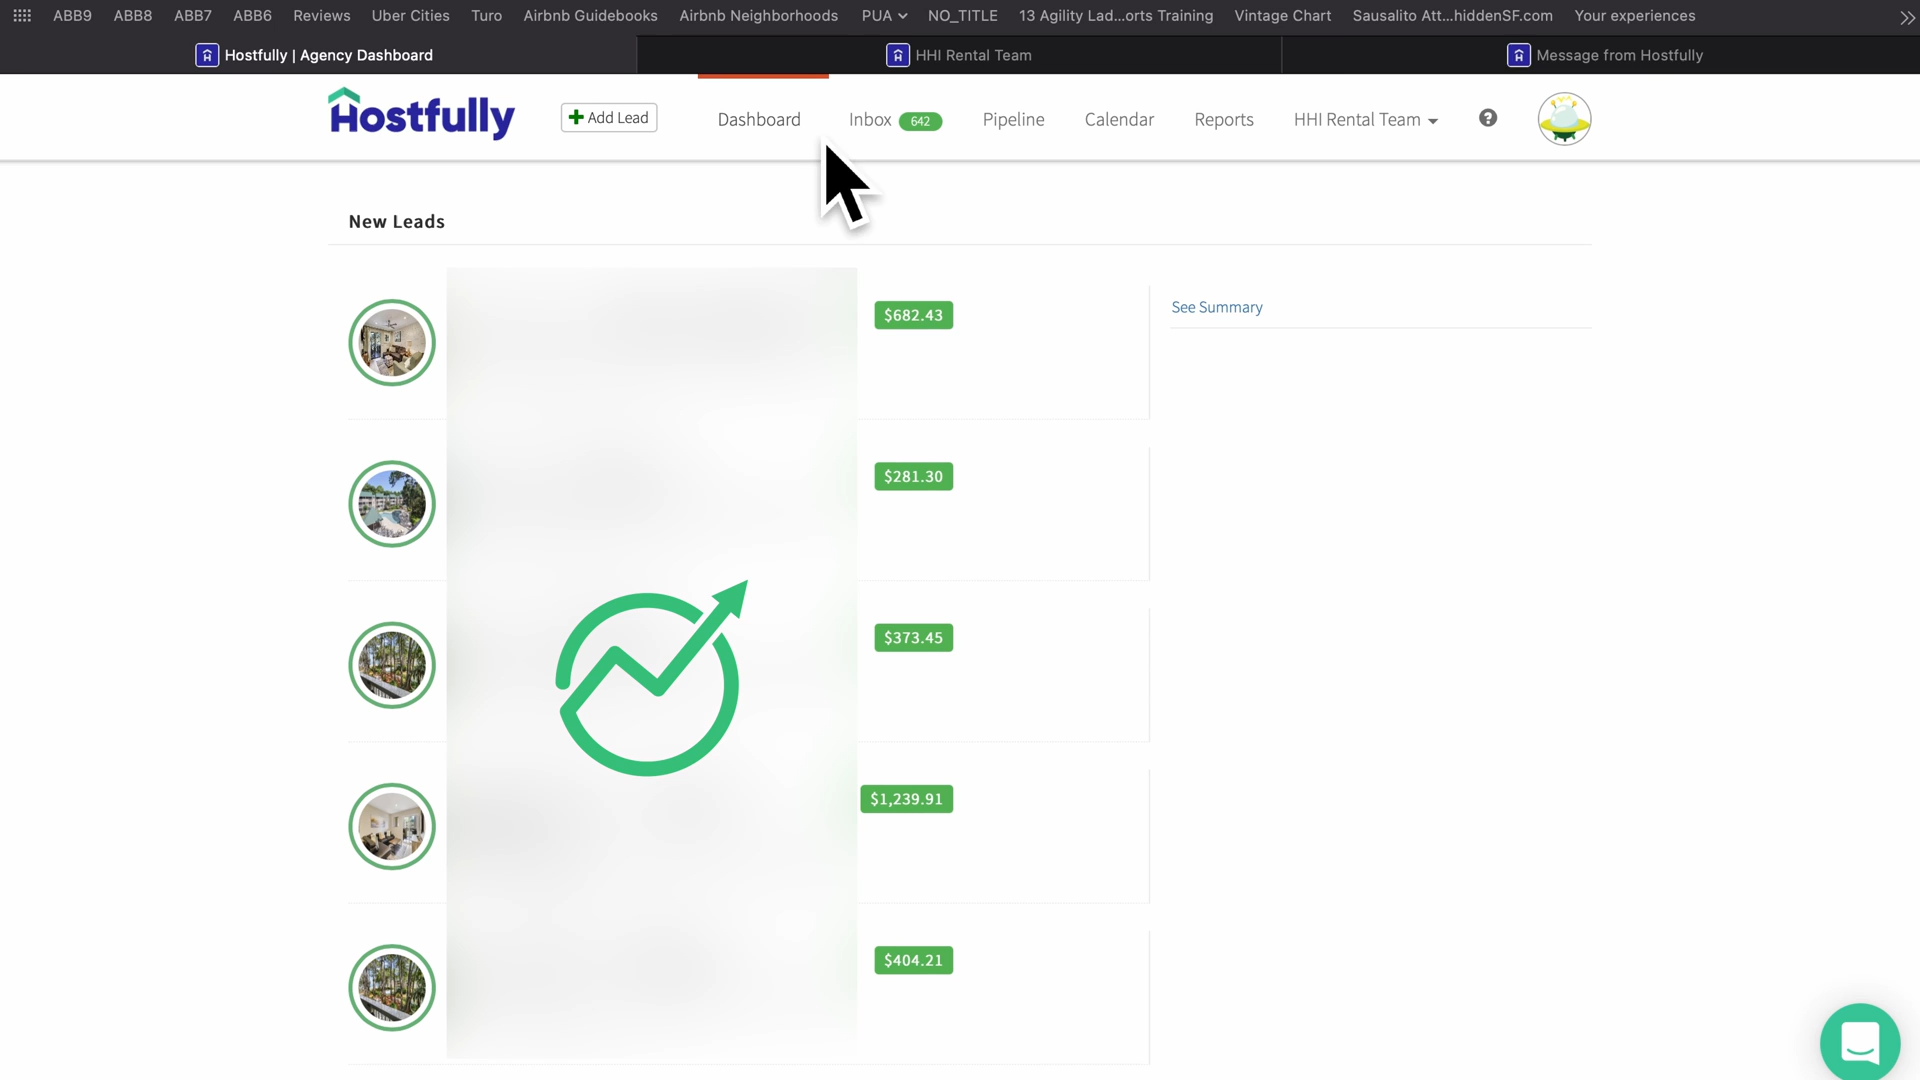 ABB9 ABB8 ABB7 ABB6 Reviews Uber Cities Turo Airbnb Guidebooks Airbnb Neighborhoods PUA NO_TITLE 13 Agility Lad...orts Training Vintage Chart Sausalito Att...hiddenSF.com Your experiences
Hostfully | Agency Dashboard HHI Rental Team Message from Hostfully
Hostfully Add Lead Dashboard Inbox 642 Pipeline Calendar Reports HHI Rental Team
New Leads
See Summary
$682.43
$281.30
$373.45
$1,239.91
$404.21